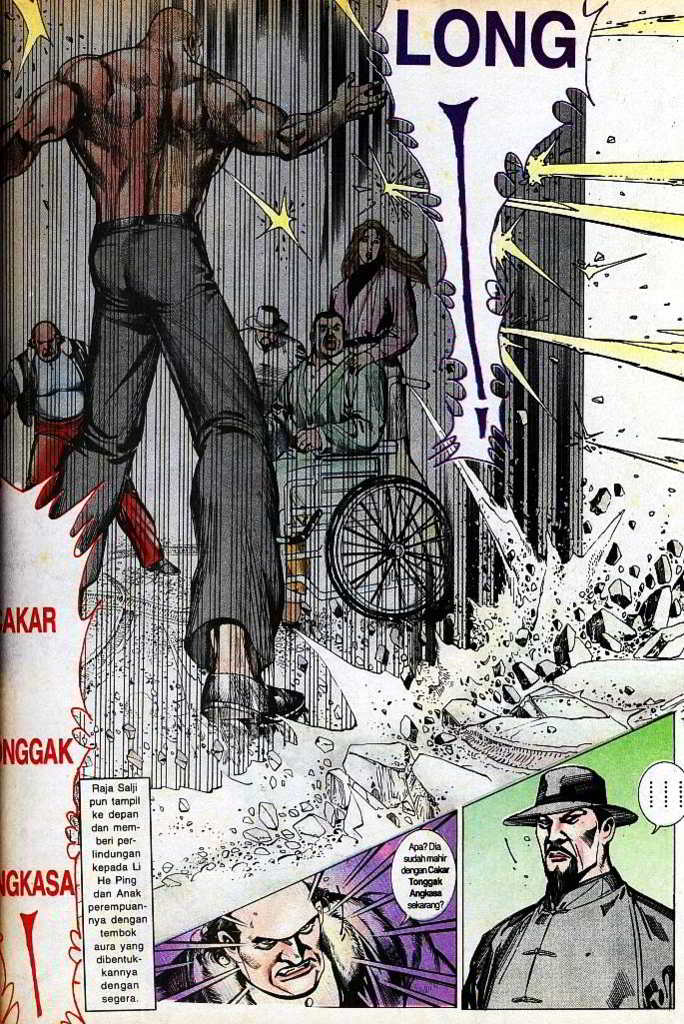 LONG
!
AKAR
ONGGAK
NGKASA
!
Raja Salji
pun tampil
ke depan
dan mem-
beri per-
lindungan
kepada Li
He Ping
dan Anak
perempuan-
nya dengan
tembok
aura yang
dibentuk-
kannya
dengan
segera.
Apa? Dia
sudah mahir
dengan Cakar
Tonggak
Angkasa
sekarang?
! ! ! !
! ! ! !